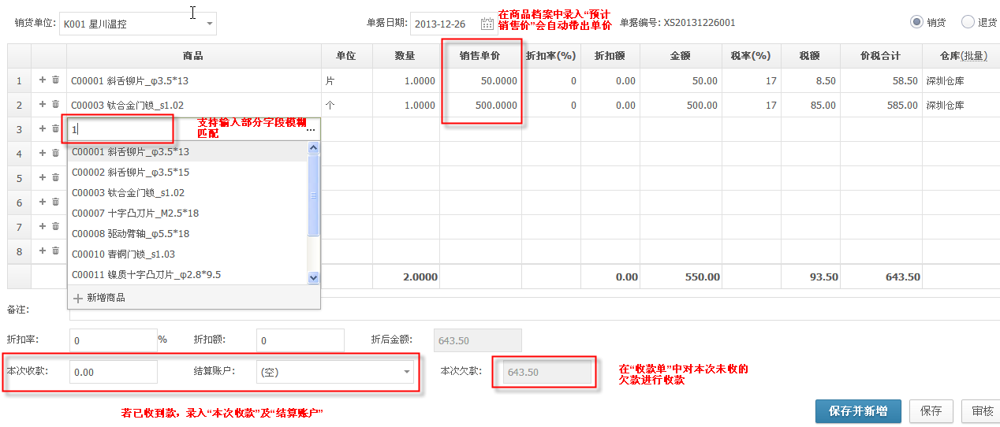 在商品档案中录入“预计
销售价”会自动带出单价
销货单位: K001 星川温控 单据日期: 2013-12-26 单据编号: XS20131226001 销货 退货
商品 单位 数量 销售单价 折扣率(%) 折扣额 金额 税率(%) 税额 价税合计 仓库(批量)
1 C00001 斜舌铆片_φ3.5*13 片 1.0000 50.0000 0 0.00 50.00 17 8.50 58.50 深圳仓库
2 C00003 钛合金门锁_s1.02 个 1.0000 500.0000 0 0.00 500.00 17 85.00 585.00 深圳仓库
3 1 ...
支持输入部分字段模糊
匹配
4 C00001 斜舌铆片_φ3.5*13
C00002 斜舌铆片_φ3.5*15
5 C00003 钛合金门锁_s1.02
6 C00007 十字凸刃片_M2.5*18
7 C00008 驱动臂轴_φ5.5*18
8 C00010 青铜门锁_s1.03
C00011 镍质十字凸刃片_φ2.8*9.5
2.0000 0.00 550.00 93.50 643.50
新增商品
备注:
折扣率: 0 % 折扣额: 0 折后金额: 643.50
本次收款: 0.00 结算账户: (空) 本次欠款: 643.50
在“收款单”中对本次未收的
欠款进行收款
若已收到款，录入“本次收款”及“结算账户”
保存并新增 保存 审核